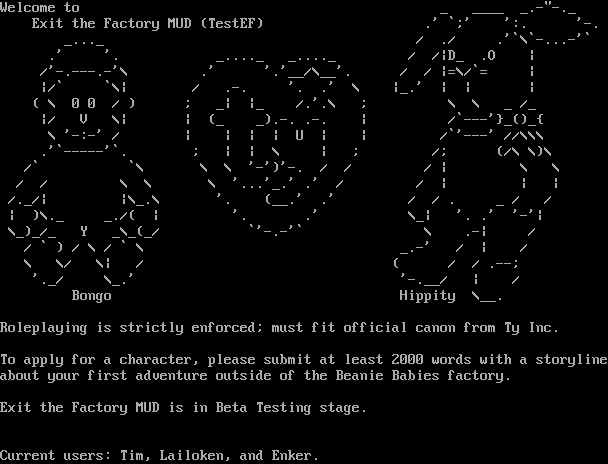 Welcome to
Exit the Factory MUD (TestEF)
ty
Bongo
Hippity
Roleplaying is strictly enforced; must fit official canon from Ty Inc.
To apply for a character, please submit at least 2000 words with a storyline
about your first adventure outside of the Beanie Babies factory.
Exit the Factory MUD is in Beta Testing stage.
Current users: Tim, Lailoken, and Enker.